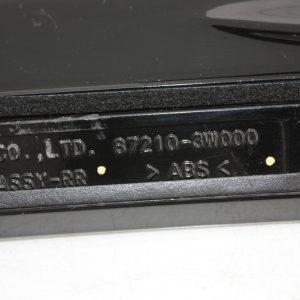 CO.,LTD. 87210-3W000
ASSY-RR > ABS <